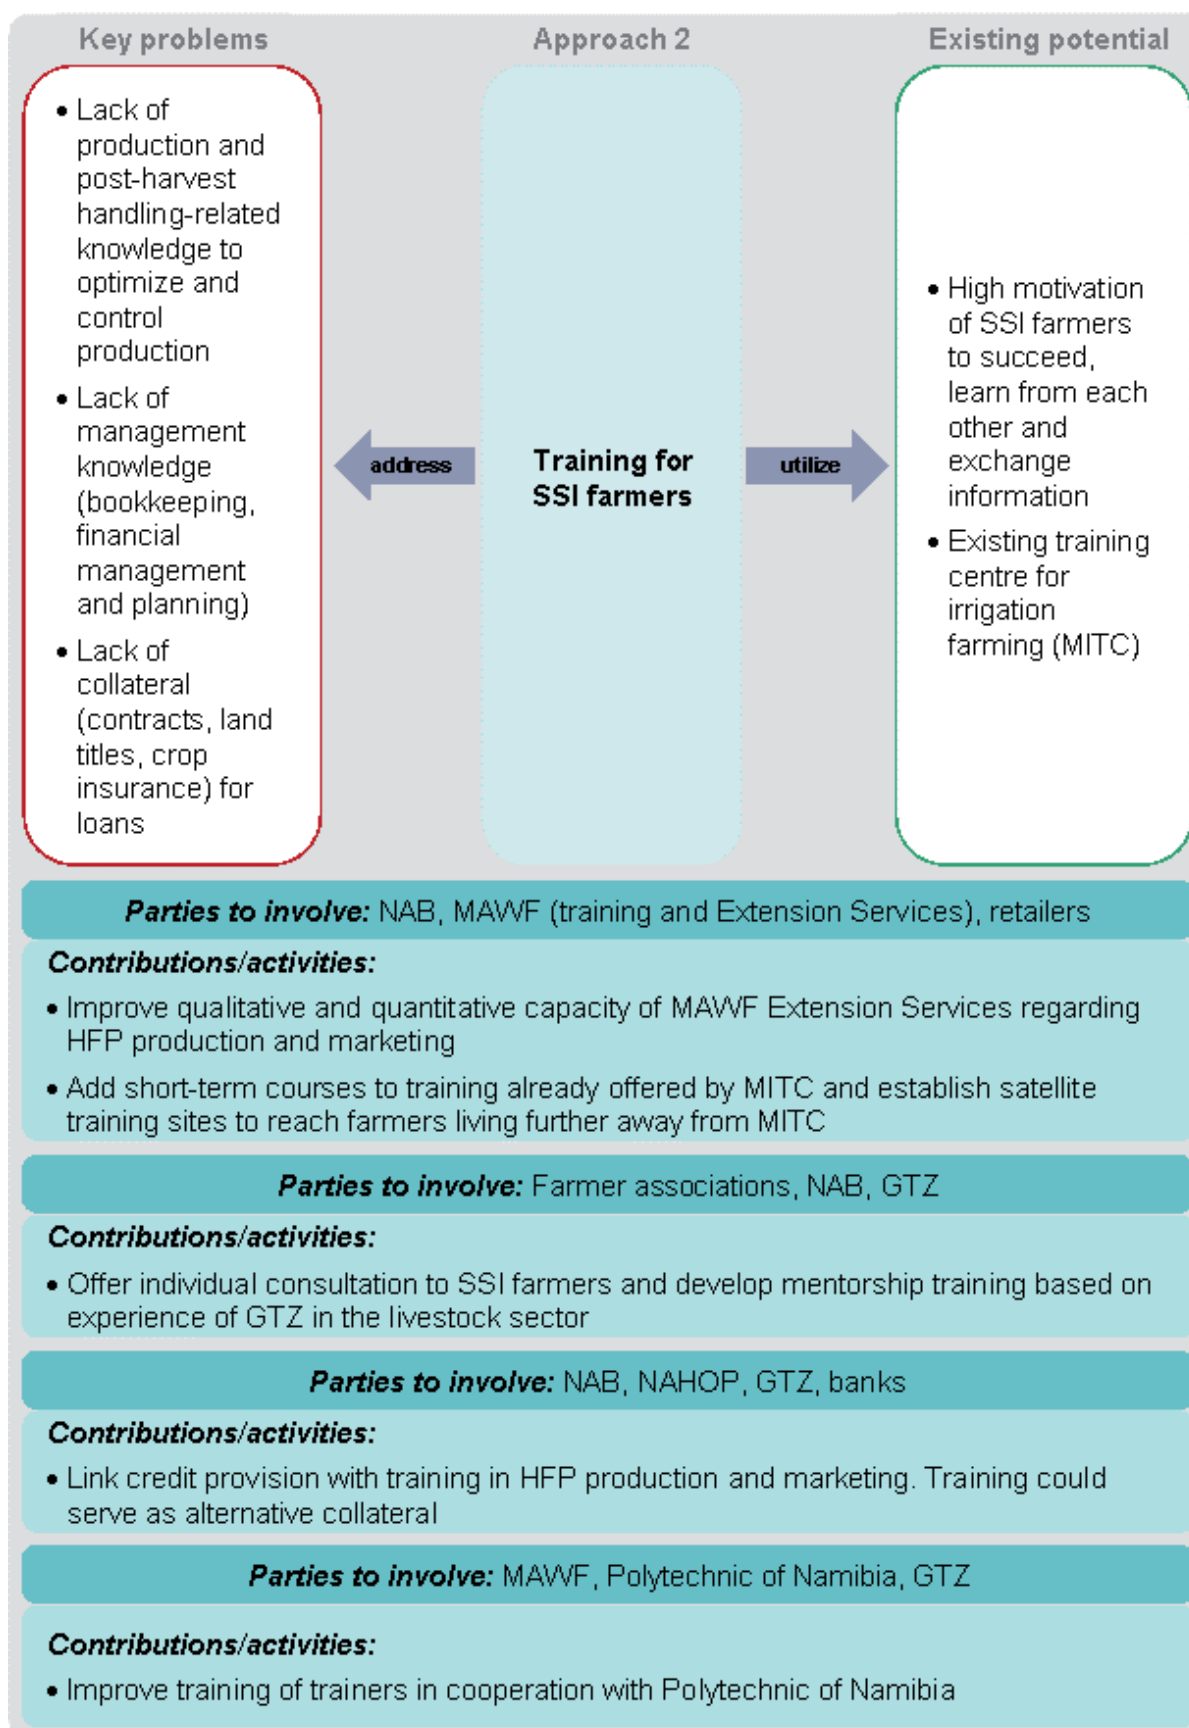 Key problems
Approach 2
Existing potential
• Lack of
production and
post-harvest
handling-related
knowledge to
optimize and
control
production
• Lack of
management
knowledge
(bookkeeping,
financial
management
and planning)
• Lack of
collateral
(contracts, land
titles, crop
insurance) for
loans
address
Training for
SSI farmers
utilize
• High motivation
of SSI farmers
to succeed,
learn from each
other and
exchange
information
• Existing training
centre for
irrigation
farming (MITC)
Parties to involve: NAB, MAWF (training and Extension Services), retailers
Contributions/activities:
• Improve qualitative and quantitative capacity of MAWF Extension Services regarding
HFP production and marketing
• Add short-term courses to training already offered by MITC and establish satellite
training sites to reach farmers living further away from MITC
Parties to involve: Farmer associations, NAB, GTZ
Contributions/activities:
• Offer individual consultation to SSI farmers and develop mentorship training based on
experience of GTZ in the livestock sector
Parties to involve: NAB, NAHOP, GTZ, banks
Contributions/activities:
• Link credit provision with training in HFP production and marketing. Training could
serve as alternative collateral
Parties to involve: MAWF, Polytechnic of Namibia, GTZ
Contributions/activities:
• Improve training of trainers in cooperation with Polytechnic of Namibia